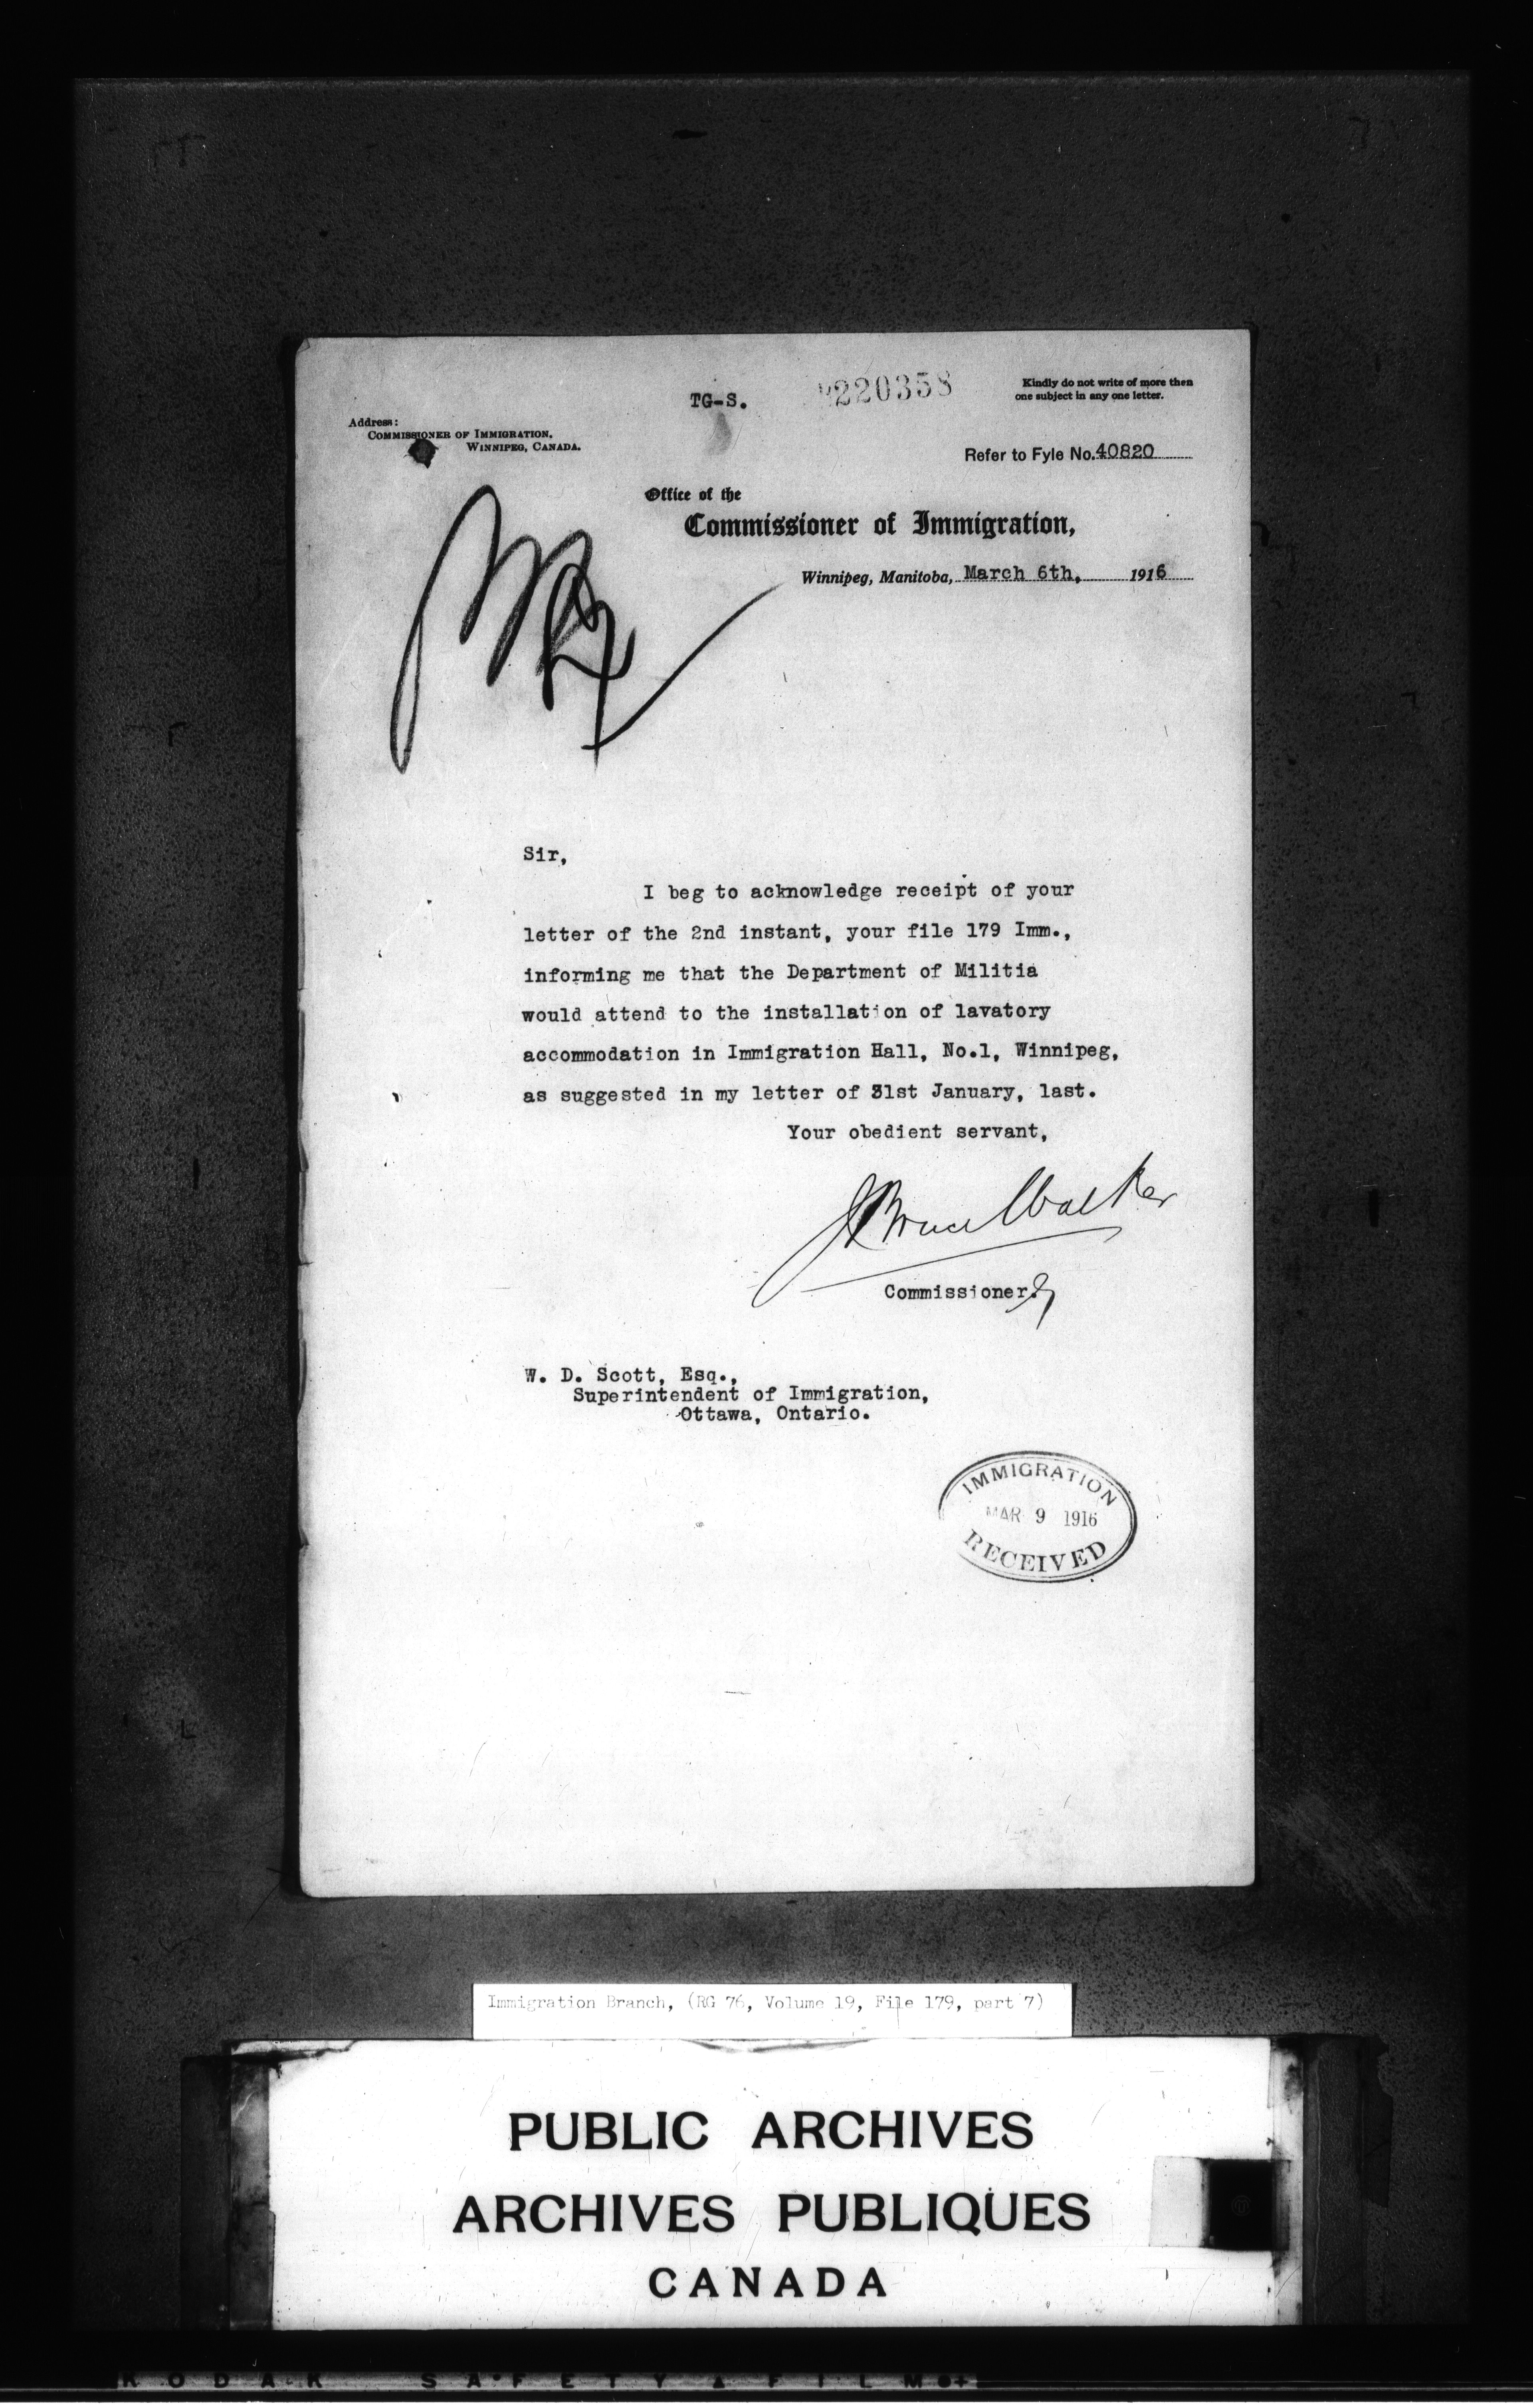 TG-S.
220358
Kindly do not write of more then
one subject in any one letter.
Address:
COMMISSIONER OF IMMIGRATION,
WINNIPEG, CANADA.
Refer to Fyle No. 40820
Office of the
Commissioner of Immigration,
Winnipeg, Manitoba, March 6th, 1916
Sir,
I beg to acknowledge receipt of your
letter of the 2nd instant, your file 179 Imm.,
informing me that the Department of Militia
would attend to the installation of lavatory
accommodation in Immigration Hall, No.1, Winnipeg,
as suggested in my letter of 31st January, last.
Your obedient servant,
J Bruce Walker
Commissioner.
W. D. Scott, Esq.,
Superintendent of Immigration,
Ottawa, Ontario.
IMMIGRATION
MAR 9 1916
RECEIVED
Immigration Branch, (RG 76, Volume 19, File 179, part 7)
PUBLIC ARCHIVES
ARCHIVES PUBLIQUES
CANADA
KODAK SAFETY FILM